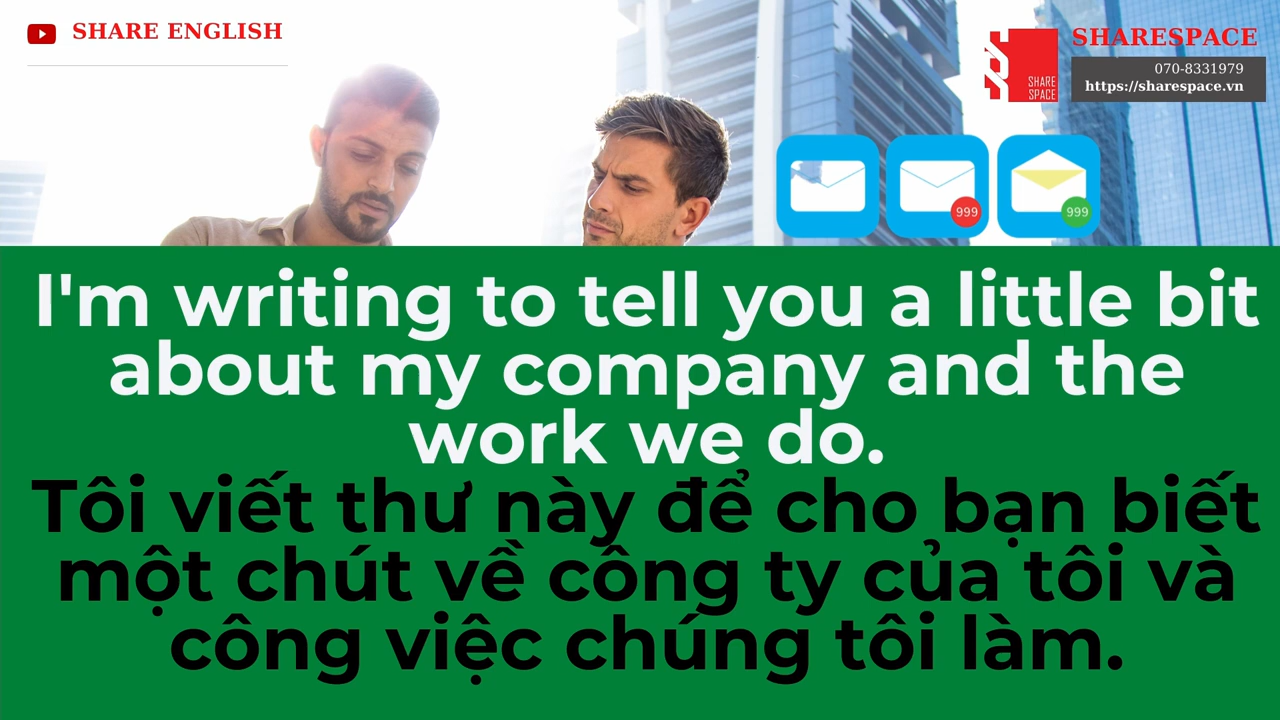 SHARE ENGLISH
SHARESPACE
070-8331979
https://sharespace.vn
SHARE
SPACE
999
999
I'm writing to tell you a little bit
about my company and the
work we do.
Tôi viết thư này để cho bạn biết
một chút về công ty của tôi và
công việc chúng tôi làm.